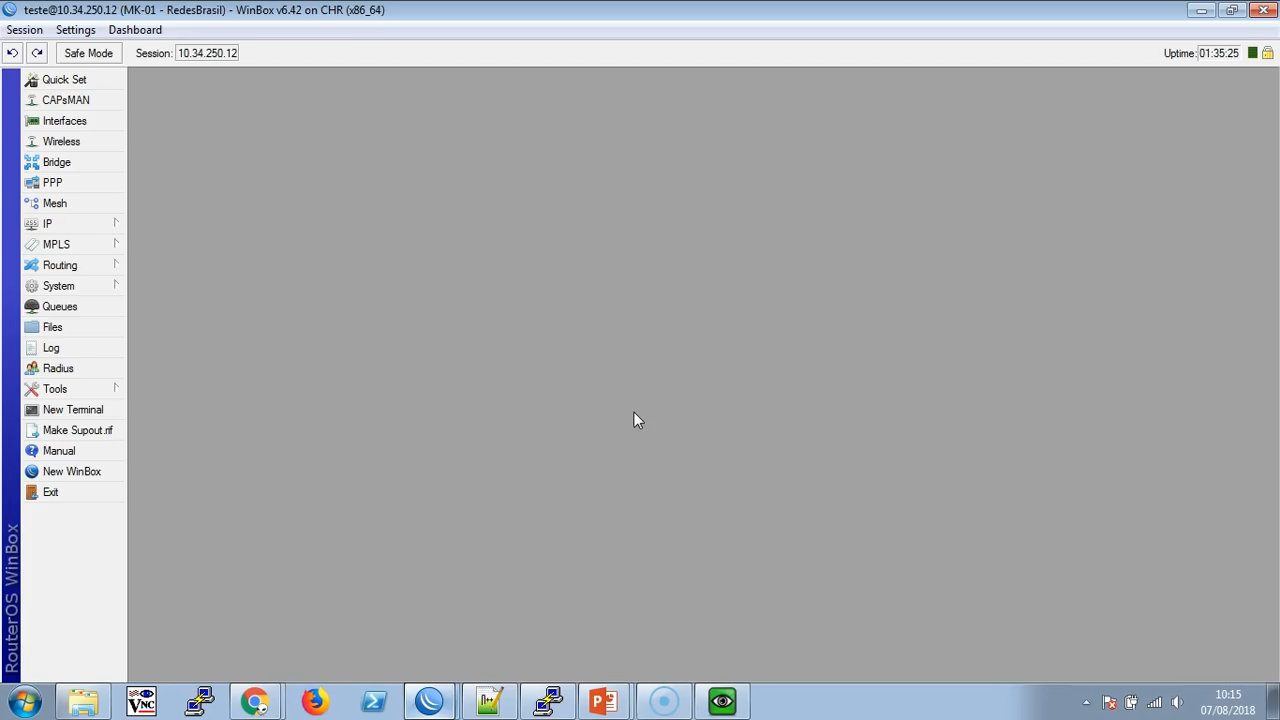 teste@10.34.250.12 (MK-01 - RedesBrasil) - WinBox v6.42 on CHR (x86_64)
Session Settings Dashboard
Safe Mode Session: 10.34.250.12 Uptime: 01:35:25
Quick Set
CAPsMAN
Interfaces
Wireless
Bridge
PPP
Mesh
IP
MPLS
Routing
System
Queues
Files
Log
Radius
Tools
New Terminal
Make Supout.rif
Manual
New WinBox
Exit
RouterOS WinBox
VNC
10:15
07/08/2018